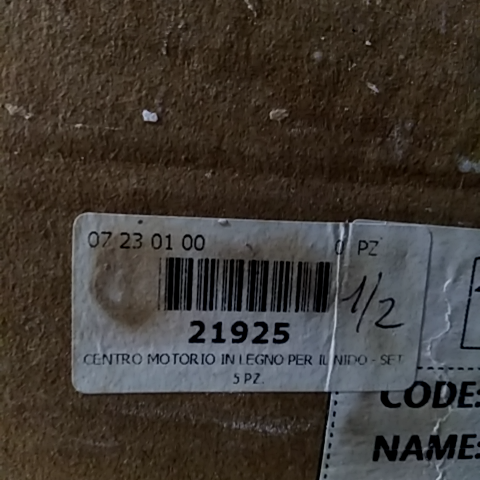 07 23 01 00 0 PZ
1/2
21925
CENTRO MOTORIO IN LEGNO PER IL NIDO - SET
5 PZ.
CODE:
NAME: